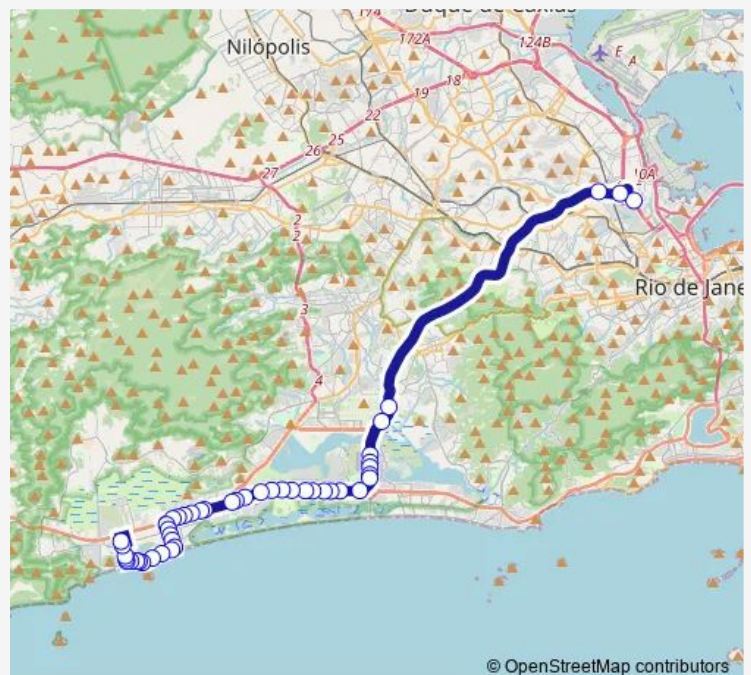 Duque de Caxias
174
172A
124B
Nilópolis
E
A
18
19
22
25
26
27
10A
2
2
Rio de Jane
3
4
© OpenStreetMap contributors